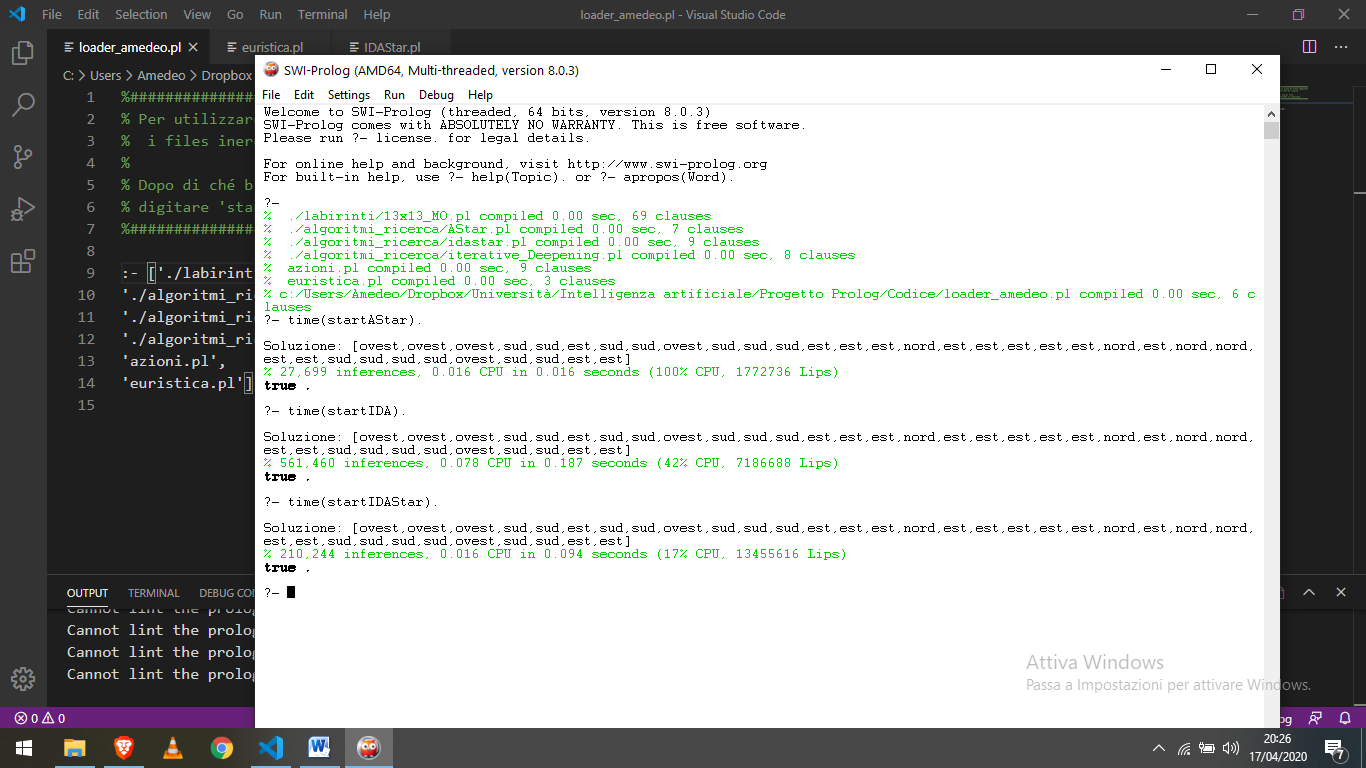 File Edit Selection View Go Run Terminal Help
loader_amedeo.pl - Visual Studio Code
loader_amedeo.pl
euristica.pl
IDAStar.pl
C: > Users > Amedeo > Dropbox
1 %###############
2 % Per utilizzar
3 % i files iner
4 %
5 % Dopo di ché b
6 % digitare 'sta
7 %###############
8
9 :- ['./labirint
10 './algoritmi_ri
11 './algoritmi_ri
12 './algoritmi_ri
13 'azioni.pl',
14 'euristica.pl']
15
SWI-Prolog (AMD64, Multi-threaded, version 8.0.3)
File Edit Settings Run Debug Help
Welcome to SWI-Prolog (threaded, 64 bits, version 8.0.3)
SWI-Prolog comes with ABSOLUTELY NO WARRANTY. This is free software.
Please run ?- license. for legal details.
For online help and background, visit http://www.swi-prolog.org
For built-in help, use ?- help(Topic). or ?- apropos(Word).
?-
% ./labirinti/13x13_MO.pl compiled 0.00 sec, 69 clauses
% ./algoritmi_ricerca/AStar.pl compiled 0.00 sec, 7 clauses
% ./algoritmi_ricerca/idastar.pl compiled 0.00 sec, 9 clauses
% ./algoritmi_ricerca/iterative_Deepening.pl compiled 0.00 sec, 8 clauses
% azioni.pl compiled 0.00 sec, 9 clauses
% euristica.pl compiled 0.00 sec, 3 clauses
% c:/Users/Amedeo/Dropbox/Università/Intelligenza artificiale/Progetto Prolog/Codice/loader_amedeo.pl compiled 0.00 sec, 6 c
lauses
?- time(startAStar).
Soluzione: [ovest,ovest,ovest,sud,sud,est,sud,sud,ovest,sud,sud,sud,est,est,est,nord,est,est,est,est,est,nord,est,nord,nord,
est,est,sud,sud,sud,sud,ovest,sud,sud,est,est]
% 27,699 inferences, 0.016 CPU in 0.016 seconds (100% CPU, 1772736 Lips)
true .
?- time(startIDA).
Soluzione: [ovest,ovest,ovest,sud,sud,est,sud,sud,ovest,sud,sud,sud,est,est,est,nord,est,est,est,est,est,nord,est,nord,nord,
est,est,sud,sud,sud,sud,ovest,sud,sud,est,est]
% 561,460 inferences, 0.078 CPU in 0.187 seconds (42% CPU, 7186688 Lips)
true .
?- time(startIDAStar).
Soluzione: [ovest,ovest,ovest,sud,sud,est,sud,sud,ovest,sud,sud,sud,est,est,est,nord,est,est,est,est,est,nord,est,nord,nord,
est,est,sud,sud,sud,sud,ovest,sud,sud,est,est]
% 210,244 inferences, 0.016 CPU in 0.094 seconds (17% CPU, 13455616 Lips)
true .
?-
OUTPUT TERMINAL DEBUG CON
Cannot lint the prolog
Cannot lint the prolog
Cannot lint the prolog
Cannot lint the prolog
Attiva Windows
Passa a Impostazioni per attivare Windows.
0 0
og
20:26
17/04/2020
7